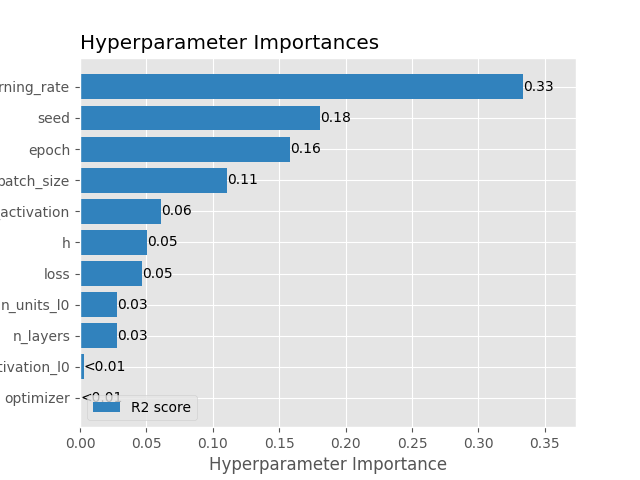 Hyperparameter Importances
rning_rate 0.33
seed 0.18
epoch 0.16
batch_size 0.11
activation 0.06
h 0.05
loss 0.05
n_units_l0 0.03
n_layers 0.03
tivation_l0 <0.01
optimizer <0.01
R2 score
0.00 0.05 0.10 0.15 0.20 0.25 0.30 0.35
Hyperparameter Importance